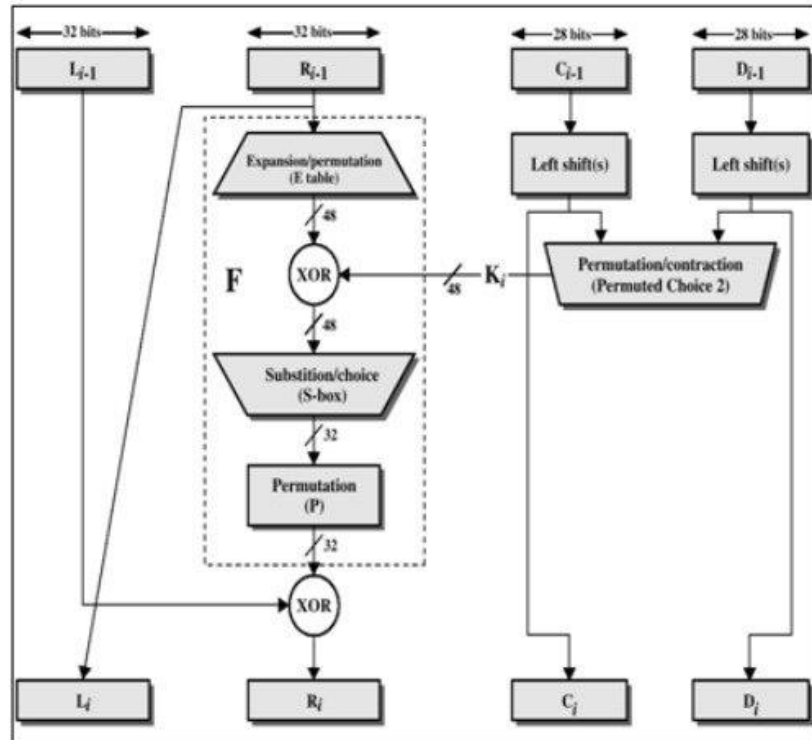 32 bits
32 bits
28 bits
28 bits
Li-1
Ri-1
Ci-1
Di-1
Expansion/permutation
(E table)
Left shift(s)
Left shift(s)
48
F
XOR
48
Ki
Permutation/contraction
(Permuted Choice 2)
48
Substition/choice
(S-box)
32
Permutation
(P)
32
XOR
Li
Ri
Ci
Di